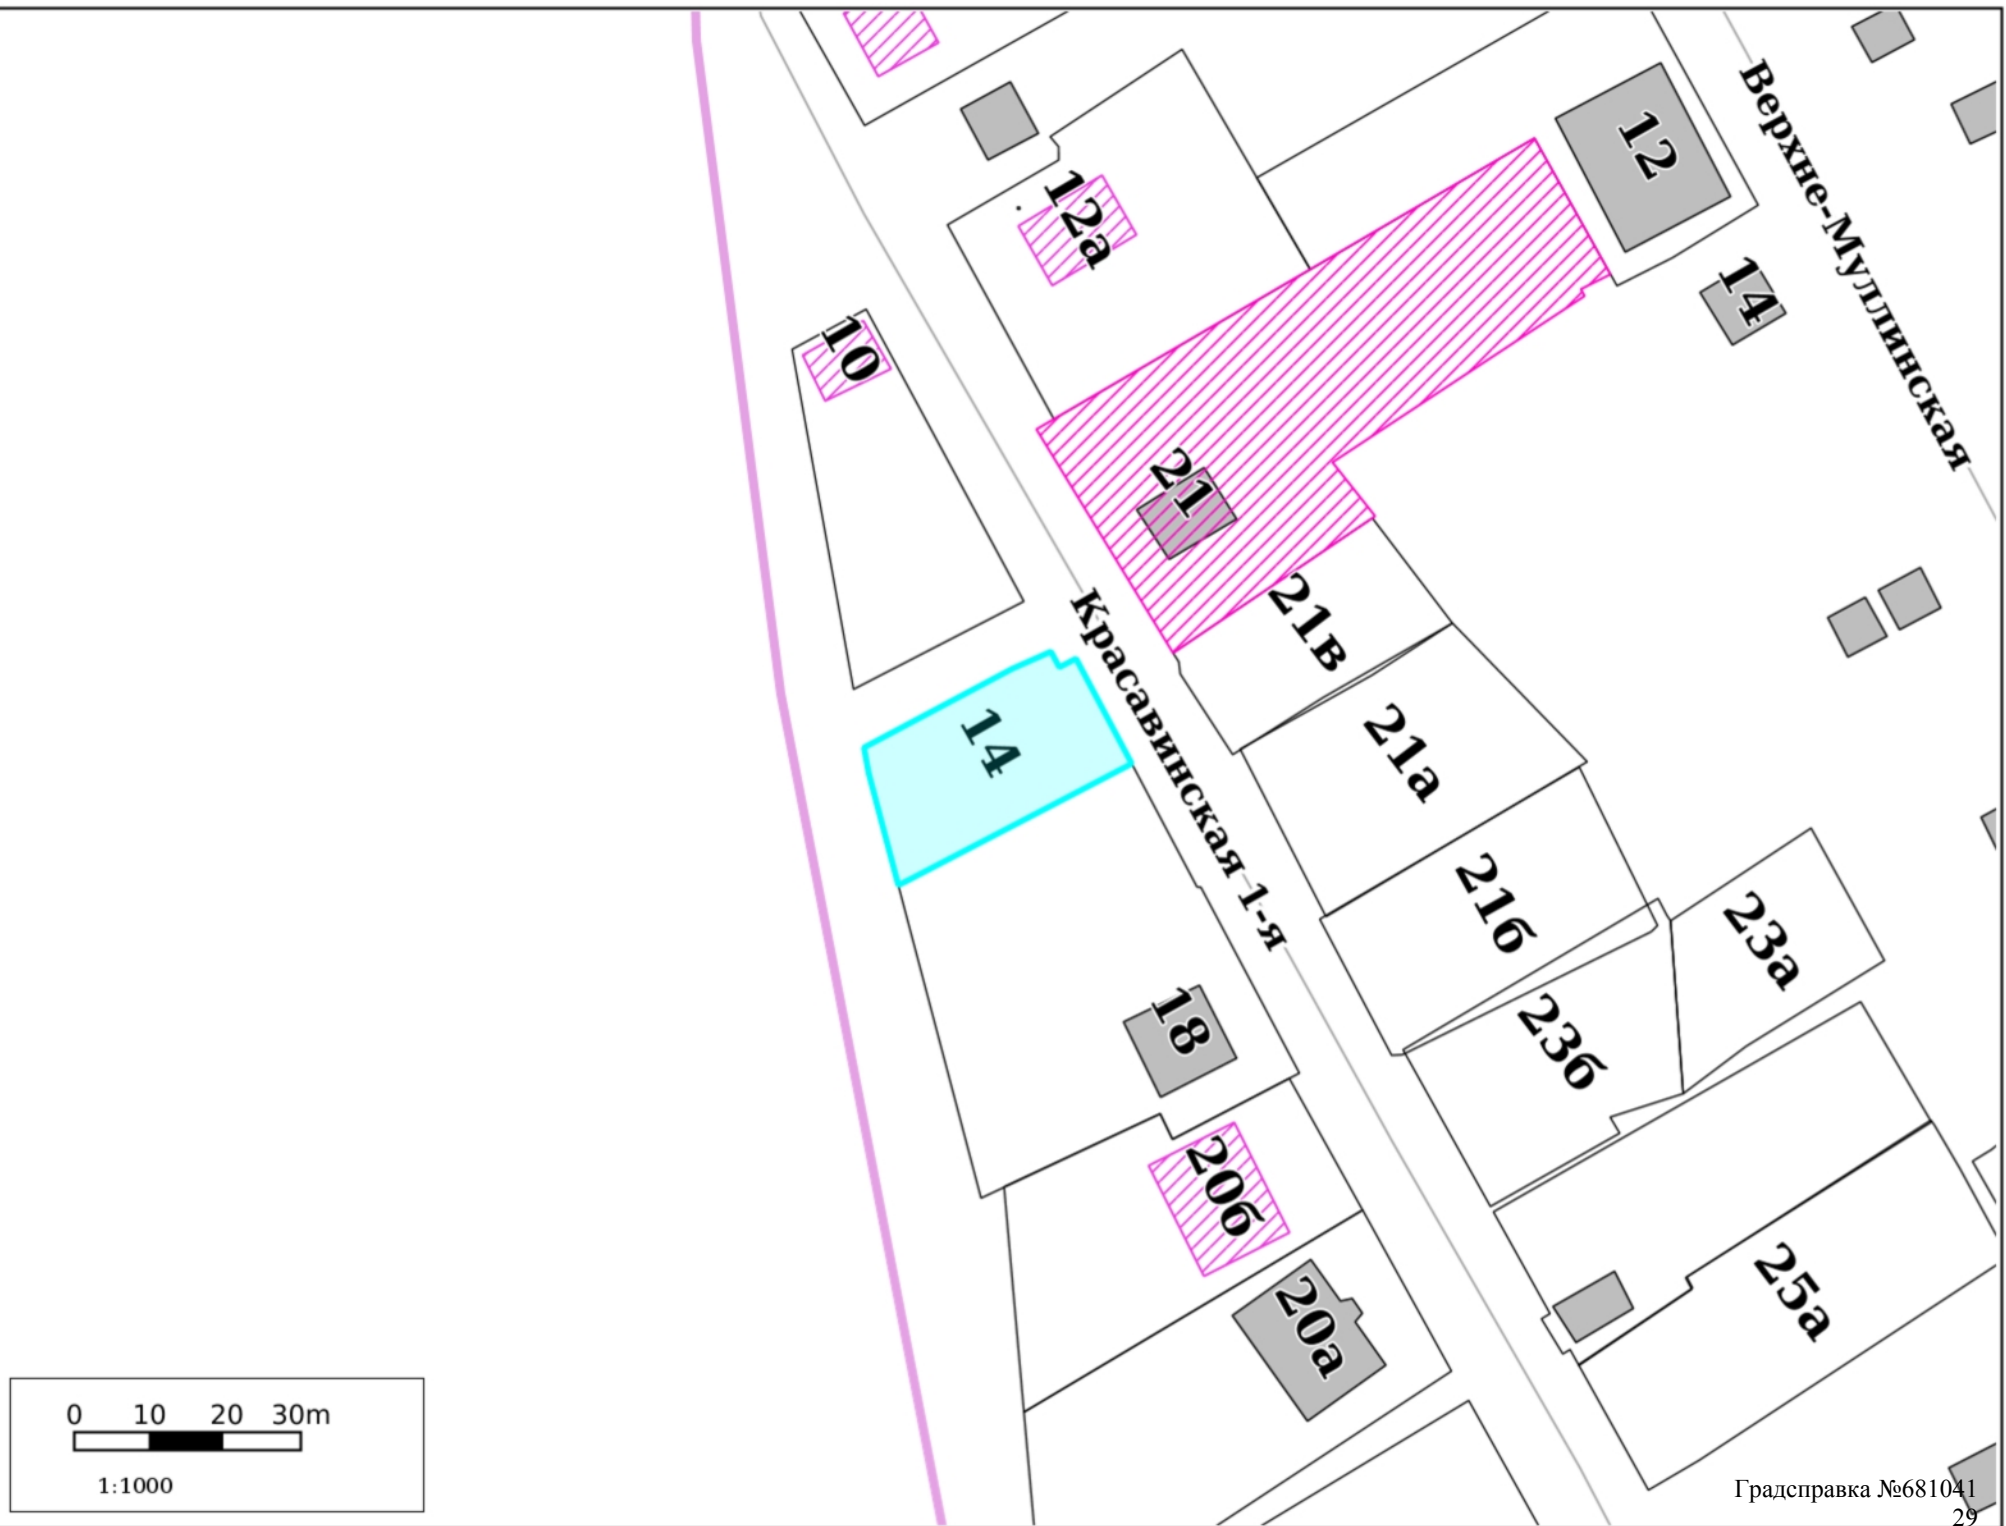 12
Верхне-Муллинская
12а
14
10
21
21в
Красавинская 1-я
14
21а
21б
23а
18
23б
20б
20а
25а
0 10 20 30m
1:1000
Градсправка №681041
29